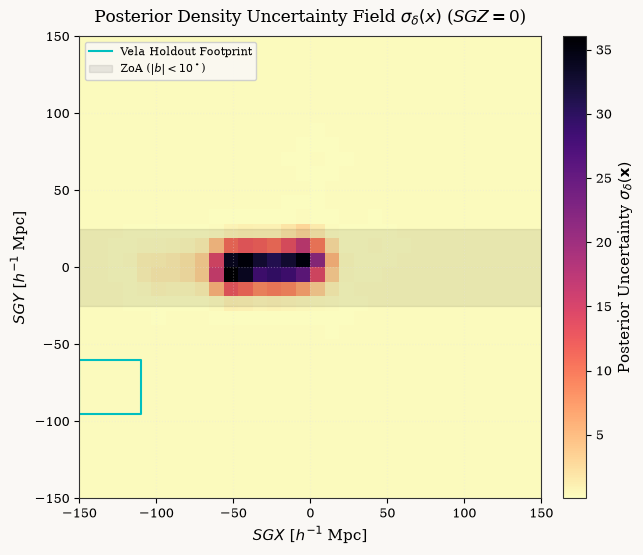 Posterior Density Uncertainty Field σ_δ(x) (SGZ = 0)
Vela Holdout Footprint
ZoA (|b| < 10°)
150
100
50
0
−50
−100
−150
SGY [h⁻¹ Mpc]
−150 −100 −50 0 50 100 150
SGX [h⁻¹ Mpc]
35
30
25
20
15
10
5
Posterior Uncertainty σ_δ(𝐱)